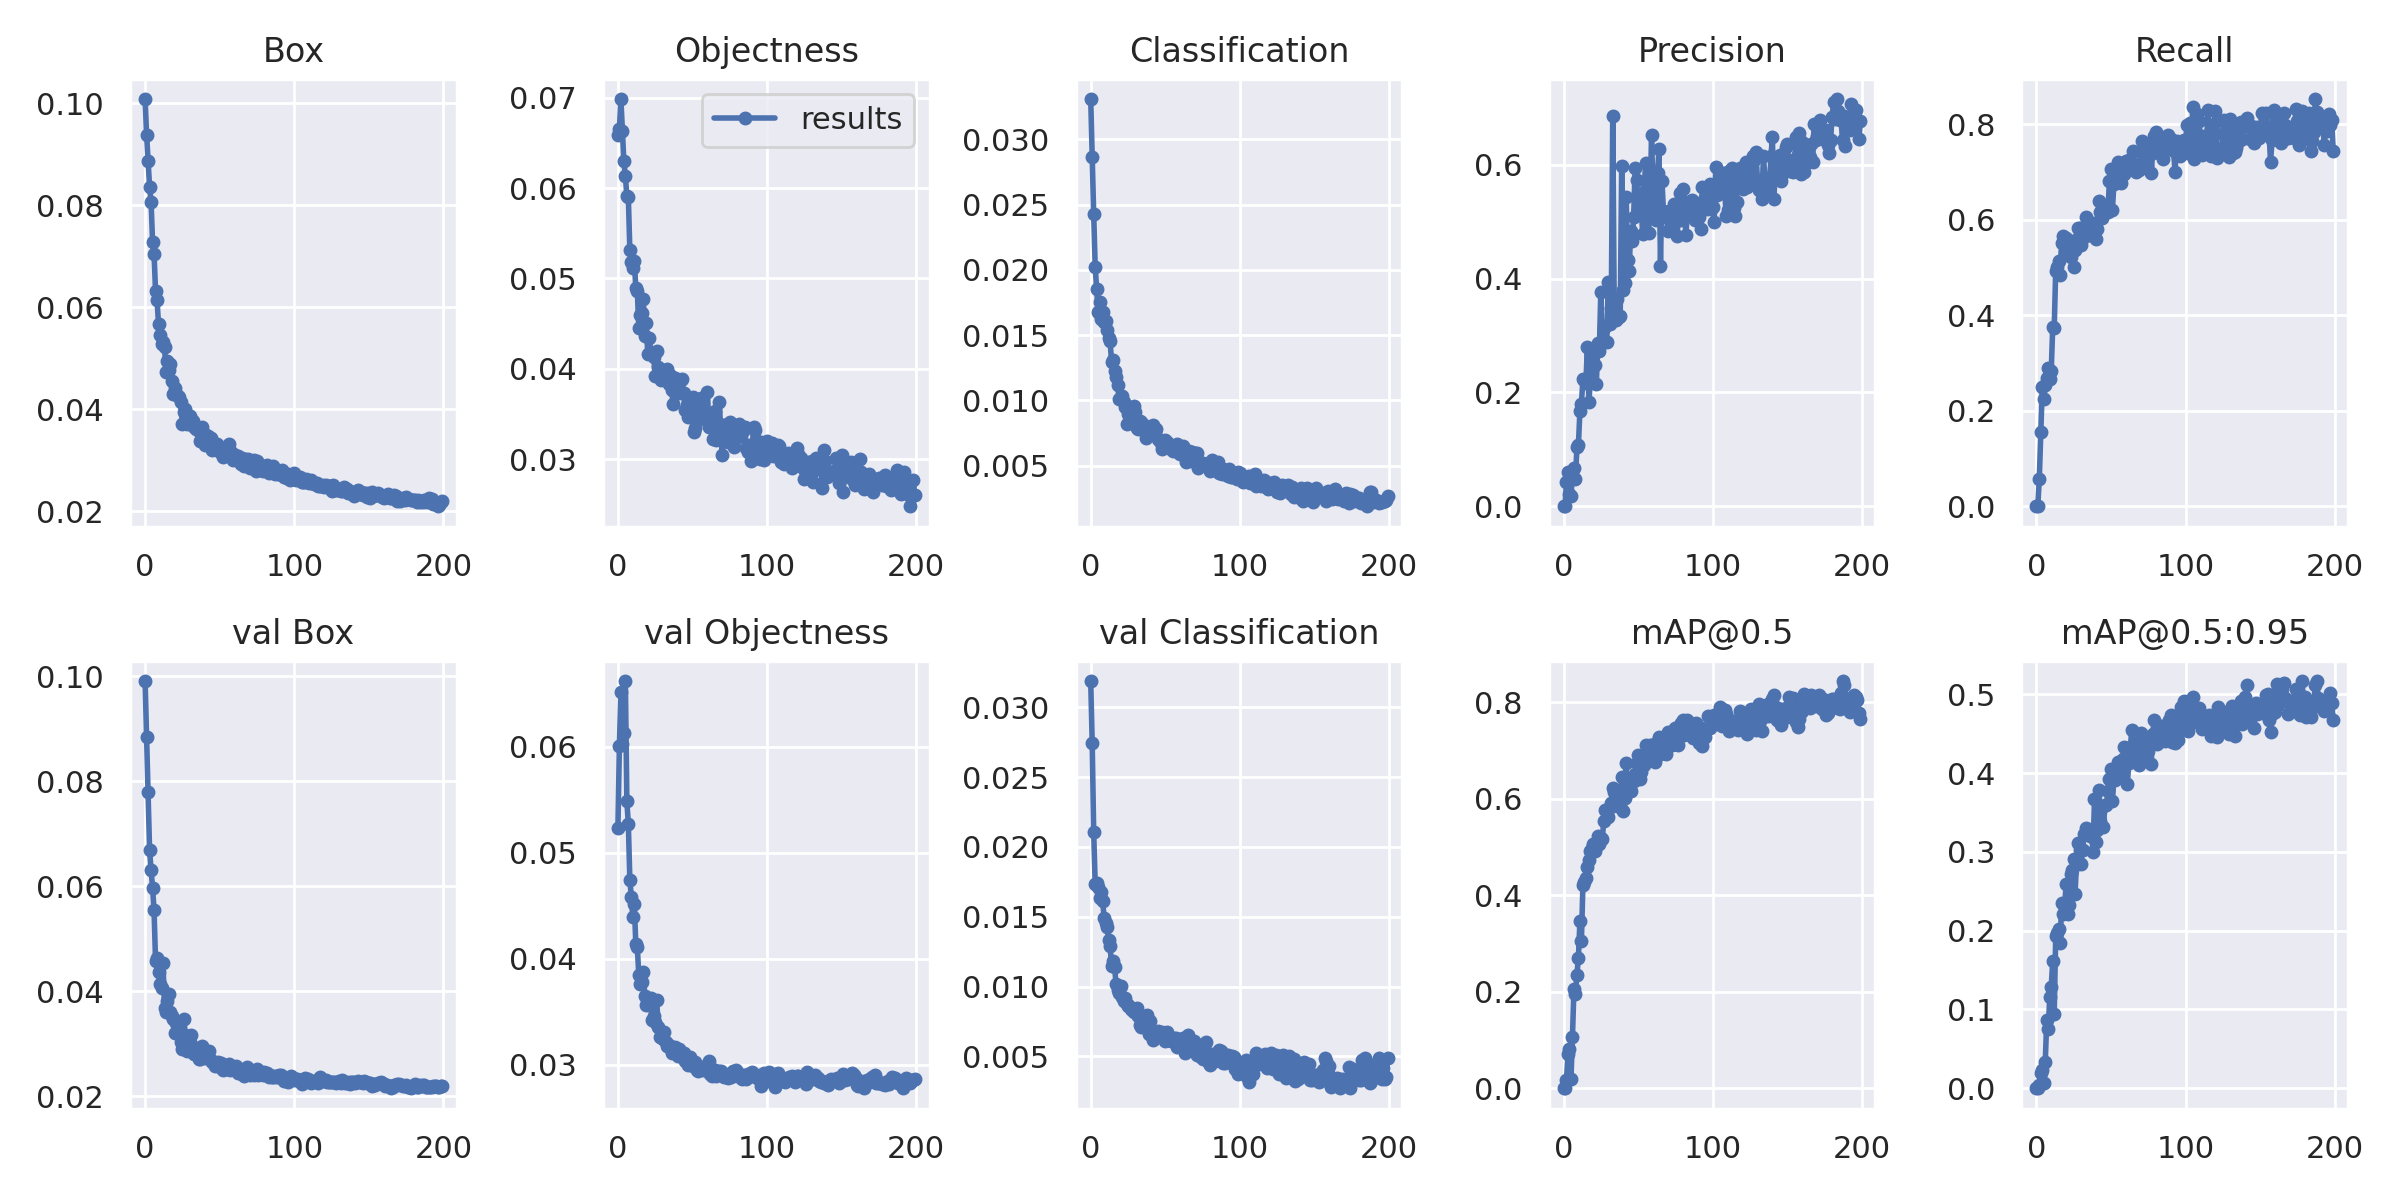 Box
Objectness
Classification
Precision
Recall
0.10
0.08
0.06
0.04
0.02
0 100 200
results
0.07
0.06
0.05
0.04
0.03
0 100 200
0.030
0.025
0.020
0.015
0.010
0.005
0 100 200
0.6
0.4
0.2
0.0
0 100 200
0.8
0.6
0.4
0.2
0.0
0 100 200
val Box
val Objectness
val Classification
mAP@0.5
mAP@0.5:0.95
0.10
0.08
0.06
0.04
0.02
0 100 200
0.06
0.05
0.04
0.03
0 100 200
0.030
0.025
0.020
0.015
0.010
0.005
0 100 200
0.8
0.6
0.4
0.2
0.0
0 100 200
0.5
0.4
0.3
0.2
0.1
0.0
0 100 200